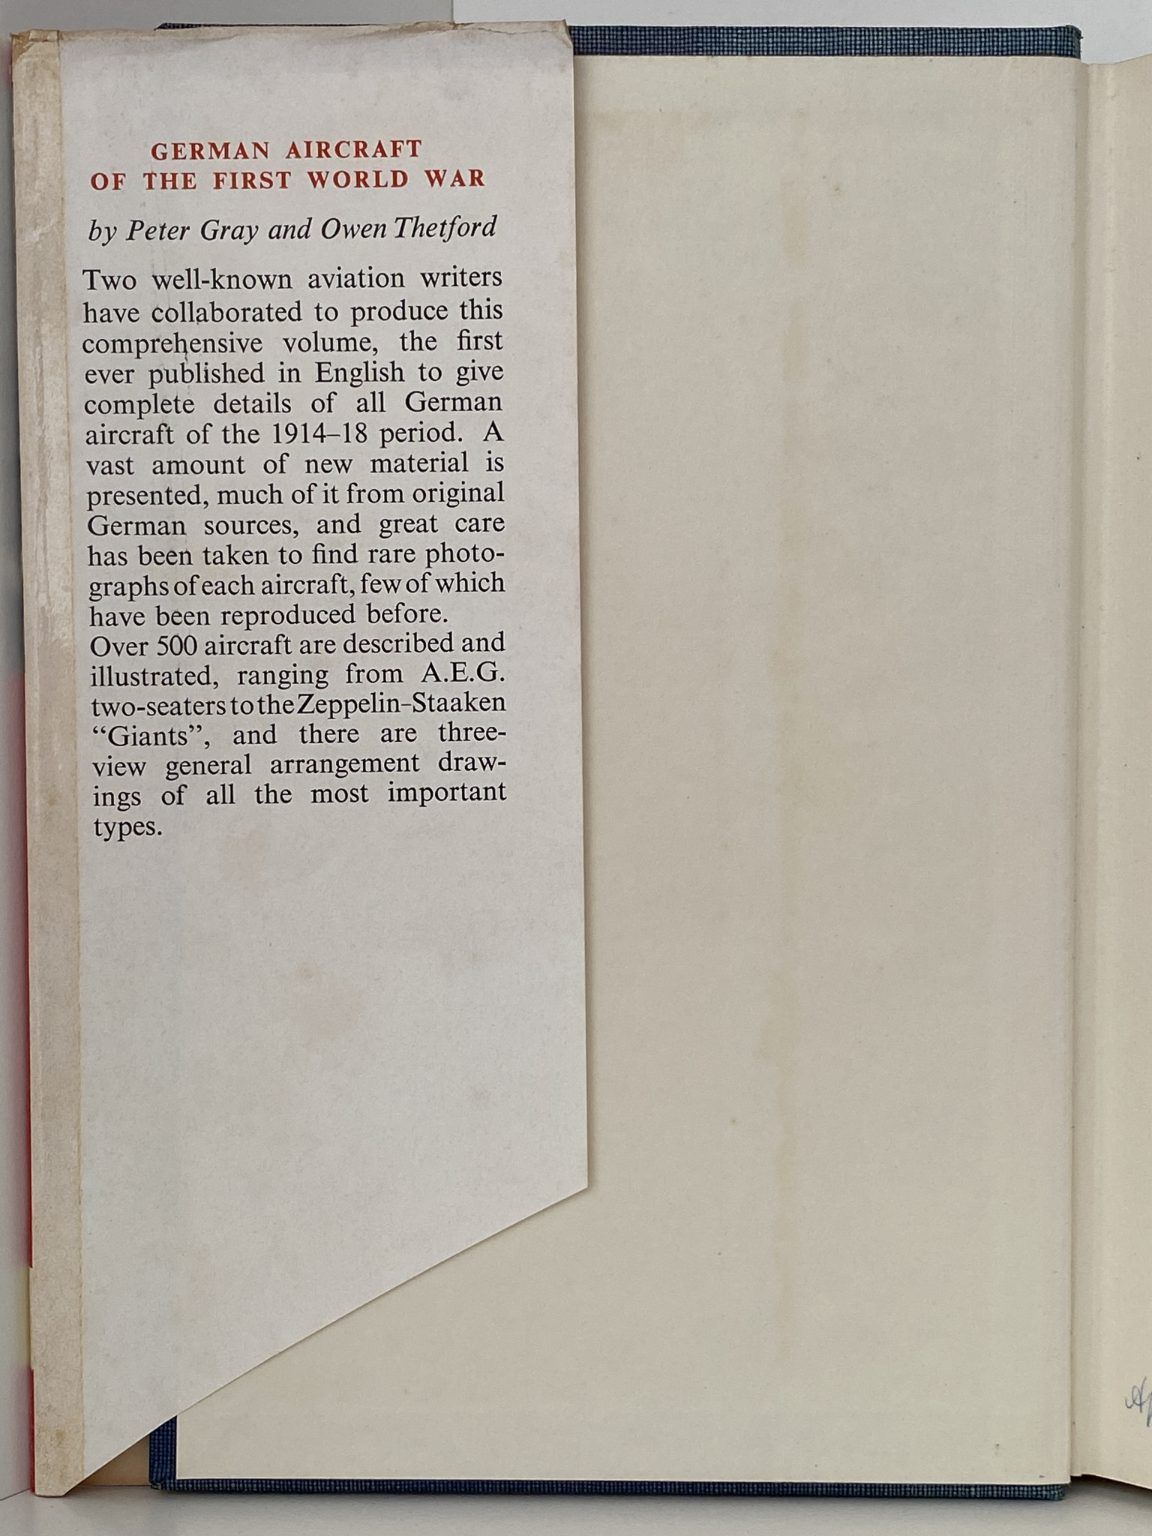 GERMAN AIRCRAFT
OF THE FIRST WORLD WAR
by Peter Gray and Owen Thetford
Two well-known aviation writers
have collaborated to produce this
comprehensive volume, the first
ever published in English to give
complete details of all German
aircraft of the 1914–18 period. A
vast amount of new material is
presented, much of it from original
German sources, and great care
has been taken to find rare photo-
graphs of each aircraft, few of which
have been reproduced before.
Over 500 aircraft are described and
illustrated, ranging from A.E.G.
two-seaters to the Zeppelin–Staaken
“Giants”, and there are three-
view general arrangement draw-
ings of all the most important
types.